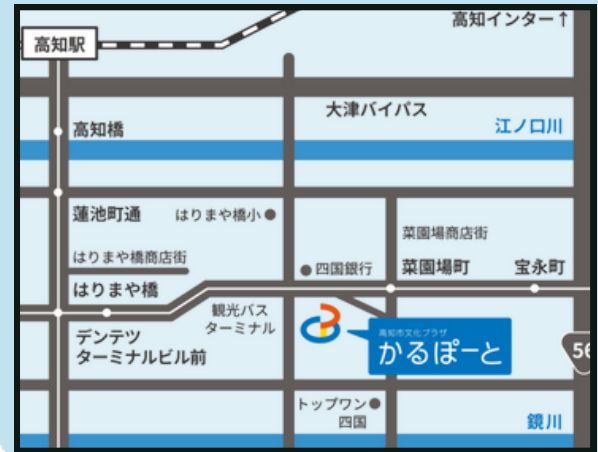 高知インター↑
高知駅
大津バイパス
江ノ口川
高知橋
蓮池町通
はりまや橋小●
菜園場商店街
はりまや橋商店街
●四国銀行
菜園場町
宝永町
はりまや橋
観光バス
ターミナル
デンテツ
ターミナルビル前
高知市文化プラザ
かるぽーと
56
トップワン●
四国
鏡川